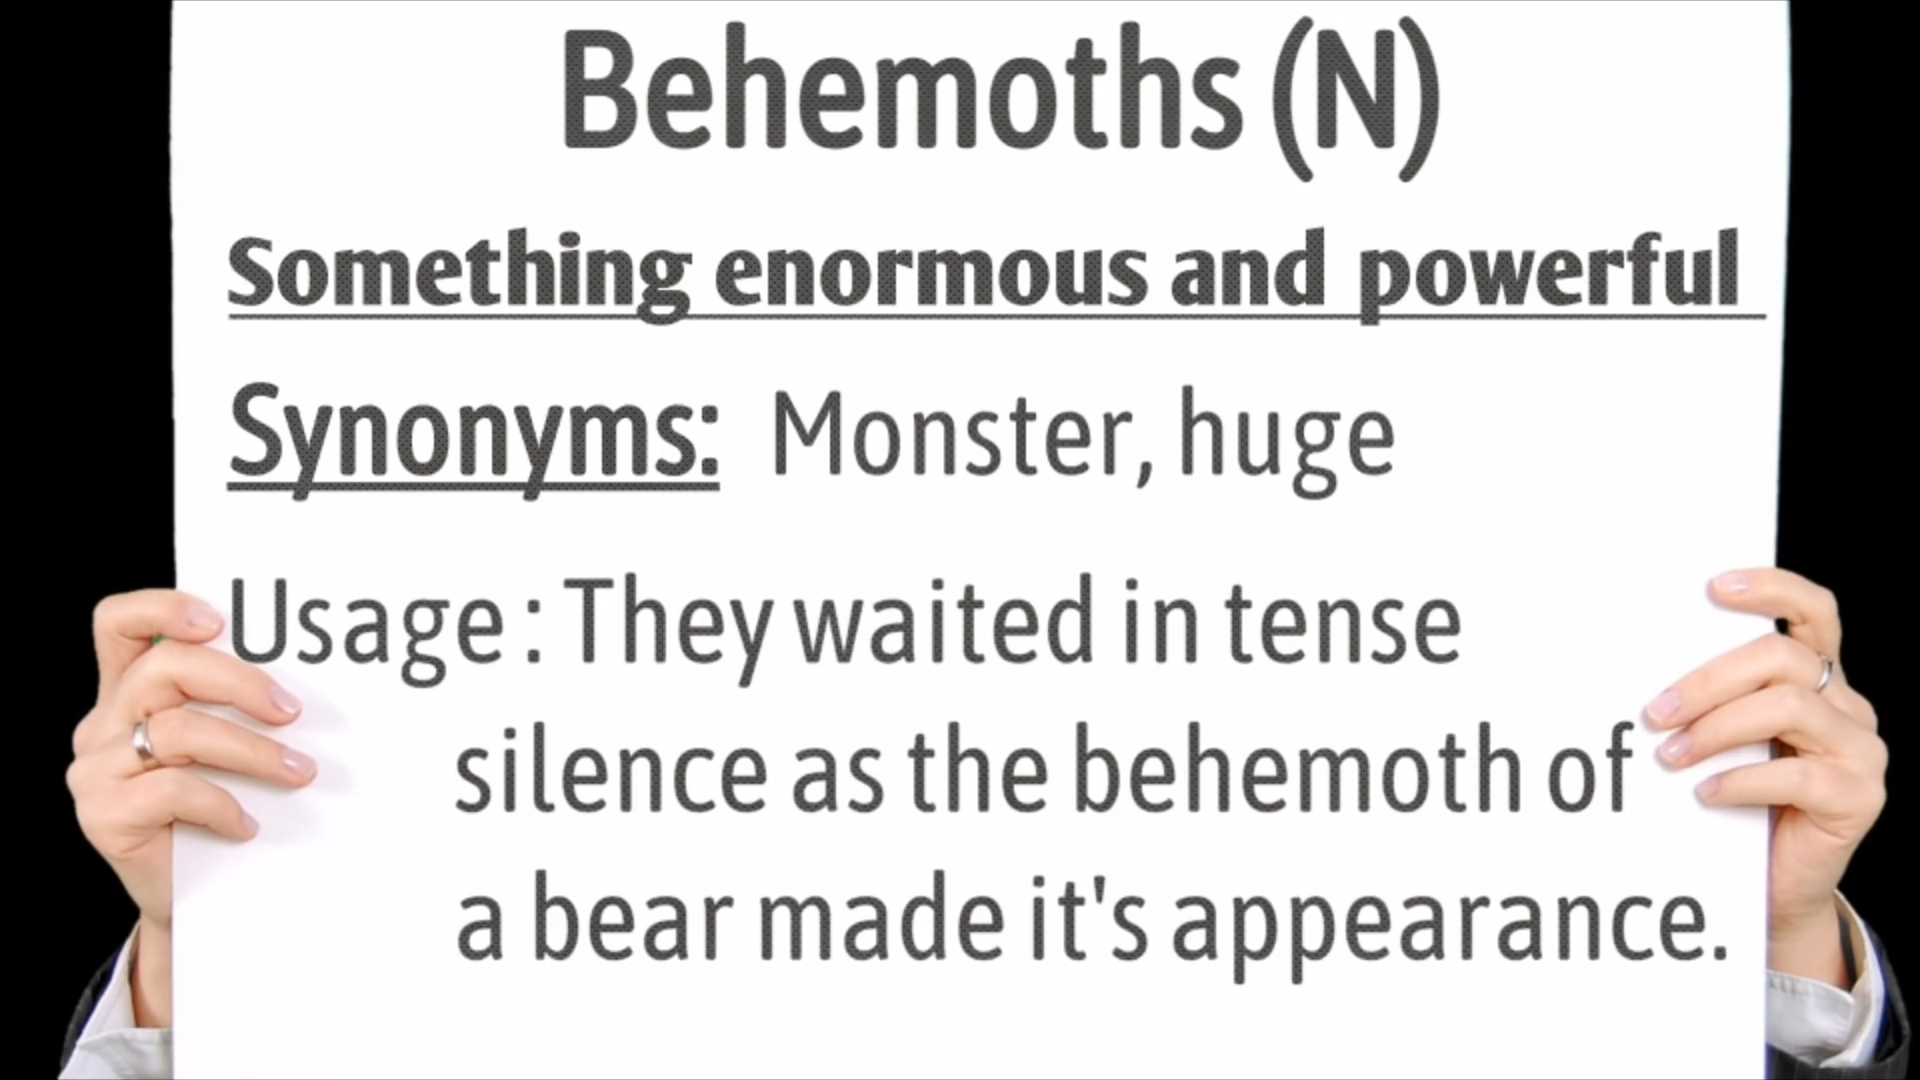 Behemoths (N)
Something enormous and powerful
Synonyms: Monster, huge
Usage : They waited in tense
silence as the behemoth of
a bear made it's appearance.